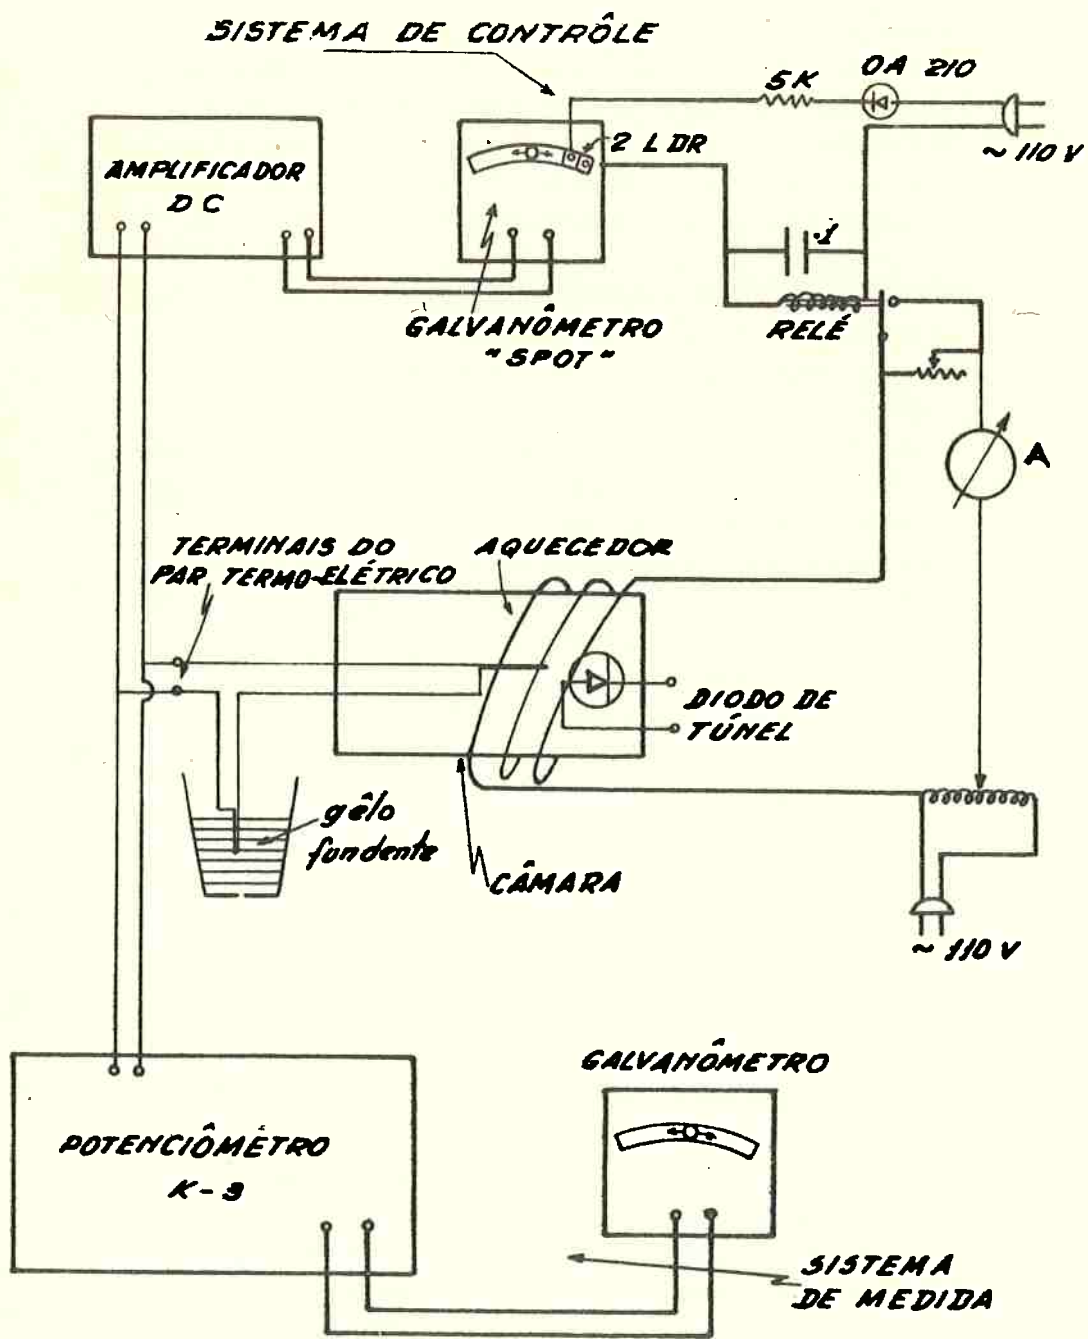 SISTEMA DE CONTRÔLE
5K
OA 210
~ 110 V
AMPLIFICADOR
DC
2 LDR
.1
GALVANÔMETRO
"SPOT"
RELÉ
A
TERMINAIS DO
PAR TERMO-ELÉTRICO
AQUECEDOR
DIODO DE
TÚNEL
gêlo
fundente
CÂMARA
~ 110 V
GALVANÔMETRO
POTENCIÔMÉTRO
K-3
SISTEMA
DE MEDIDA